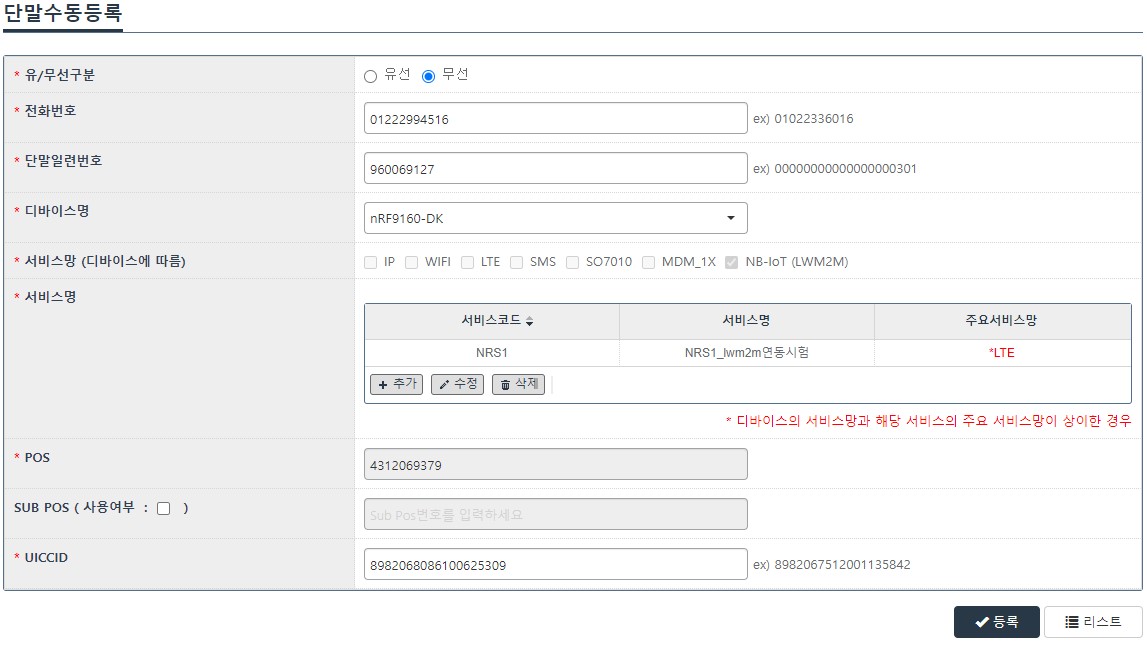 단말수동등록
* 유/무선구분 유선 무선
* 전화번호 01222994516 ex) 01022336016
* 단말일련번호 960069127 ex) 00000000000000000301
* 디바이스명 nRF9160-DK
* 서비스망 (디바이스에 따름) IP WIFI LTE SMS SO7010 MDM_1X NB-IoT (LWM2M)
* 서비스명
서비스코드 서비스명 주요서비스망
NRS1 NRS1_lwm2m연동시험 *LTE
추가 수정 삭제
* 디바이스의 서비스망과 해당 서비스의 주요 서비스망이 상이한 경우
* POS 4312069379
SUB POS ( 사용여부 : ) Sub Pos번호를 입력하세요
* UICCID 8982068086100625309 ex) 8982067512001135842
등록 리스트